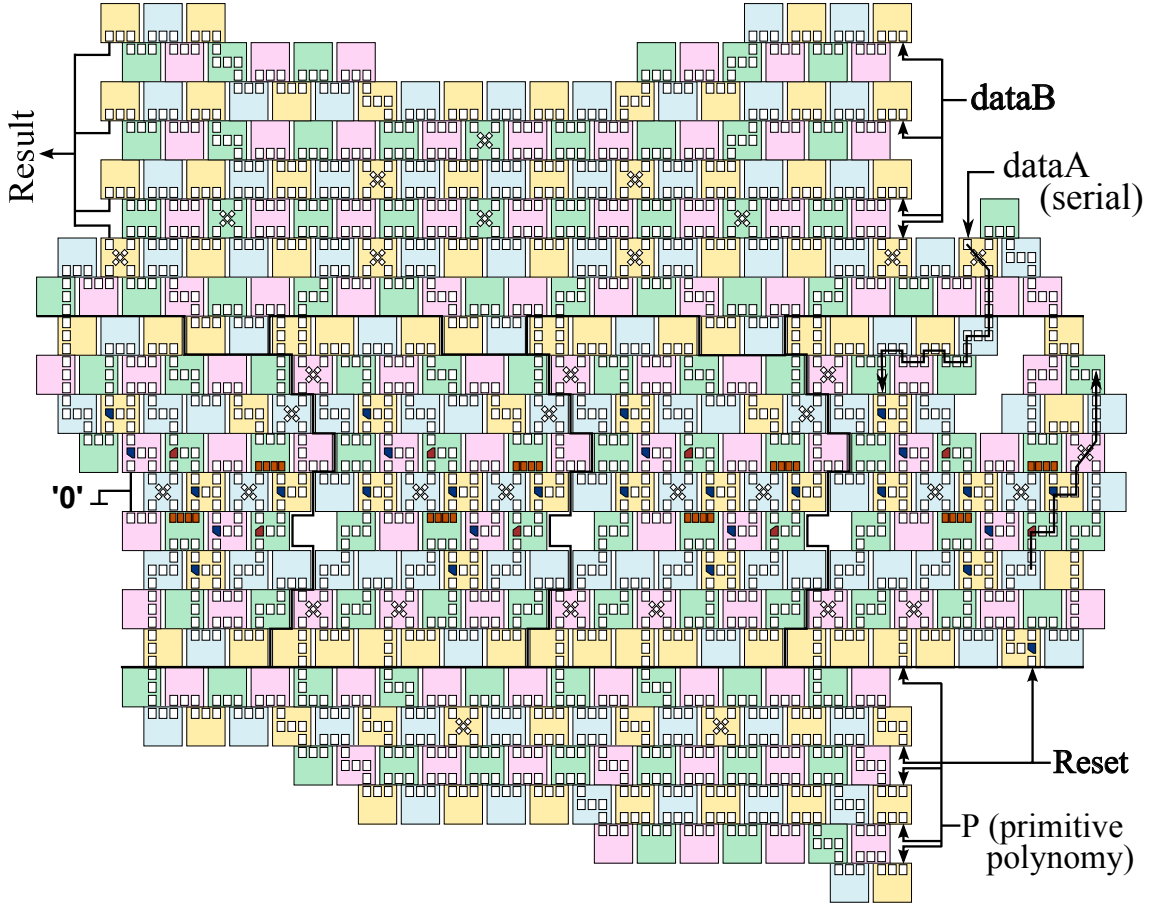 dataB
Result
dataA
(serial)
'0'
Reset
P (primitive
polynomy)